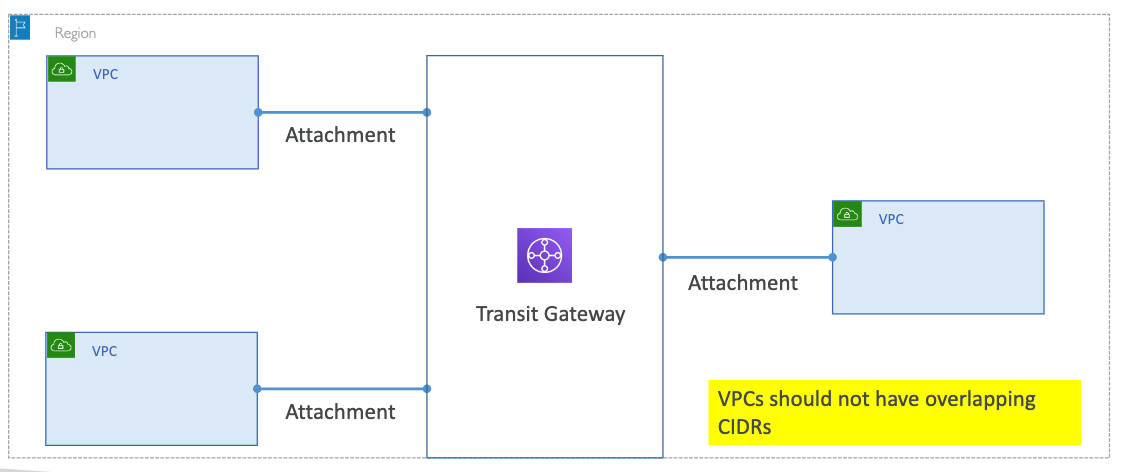 Region
VPC
Attachment
Transit Gateway
VPC
Attachment
VPC
Attachment
VPCs should not have overlapping
CIDRs